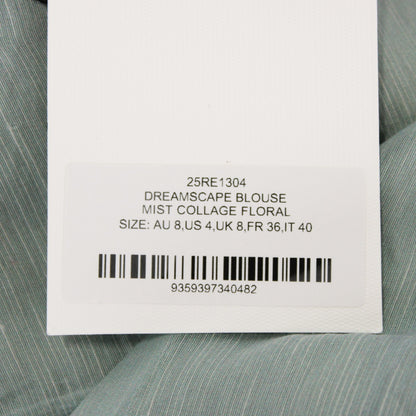 25RE1304
DREAMSCAPE BLOUSE
MIST COLLAGE FLORAL
SIZE: AU 8,US 4,UK 8,FR 36,IT 40
9359397340482